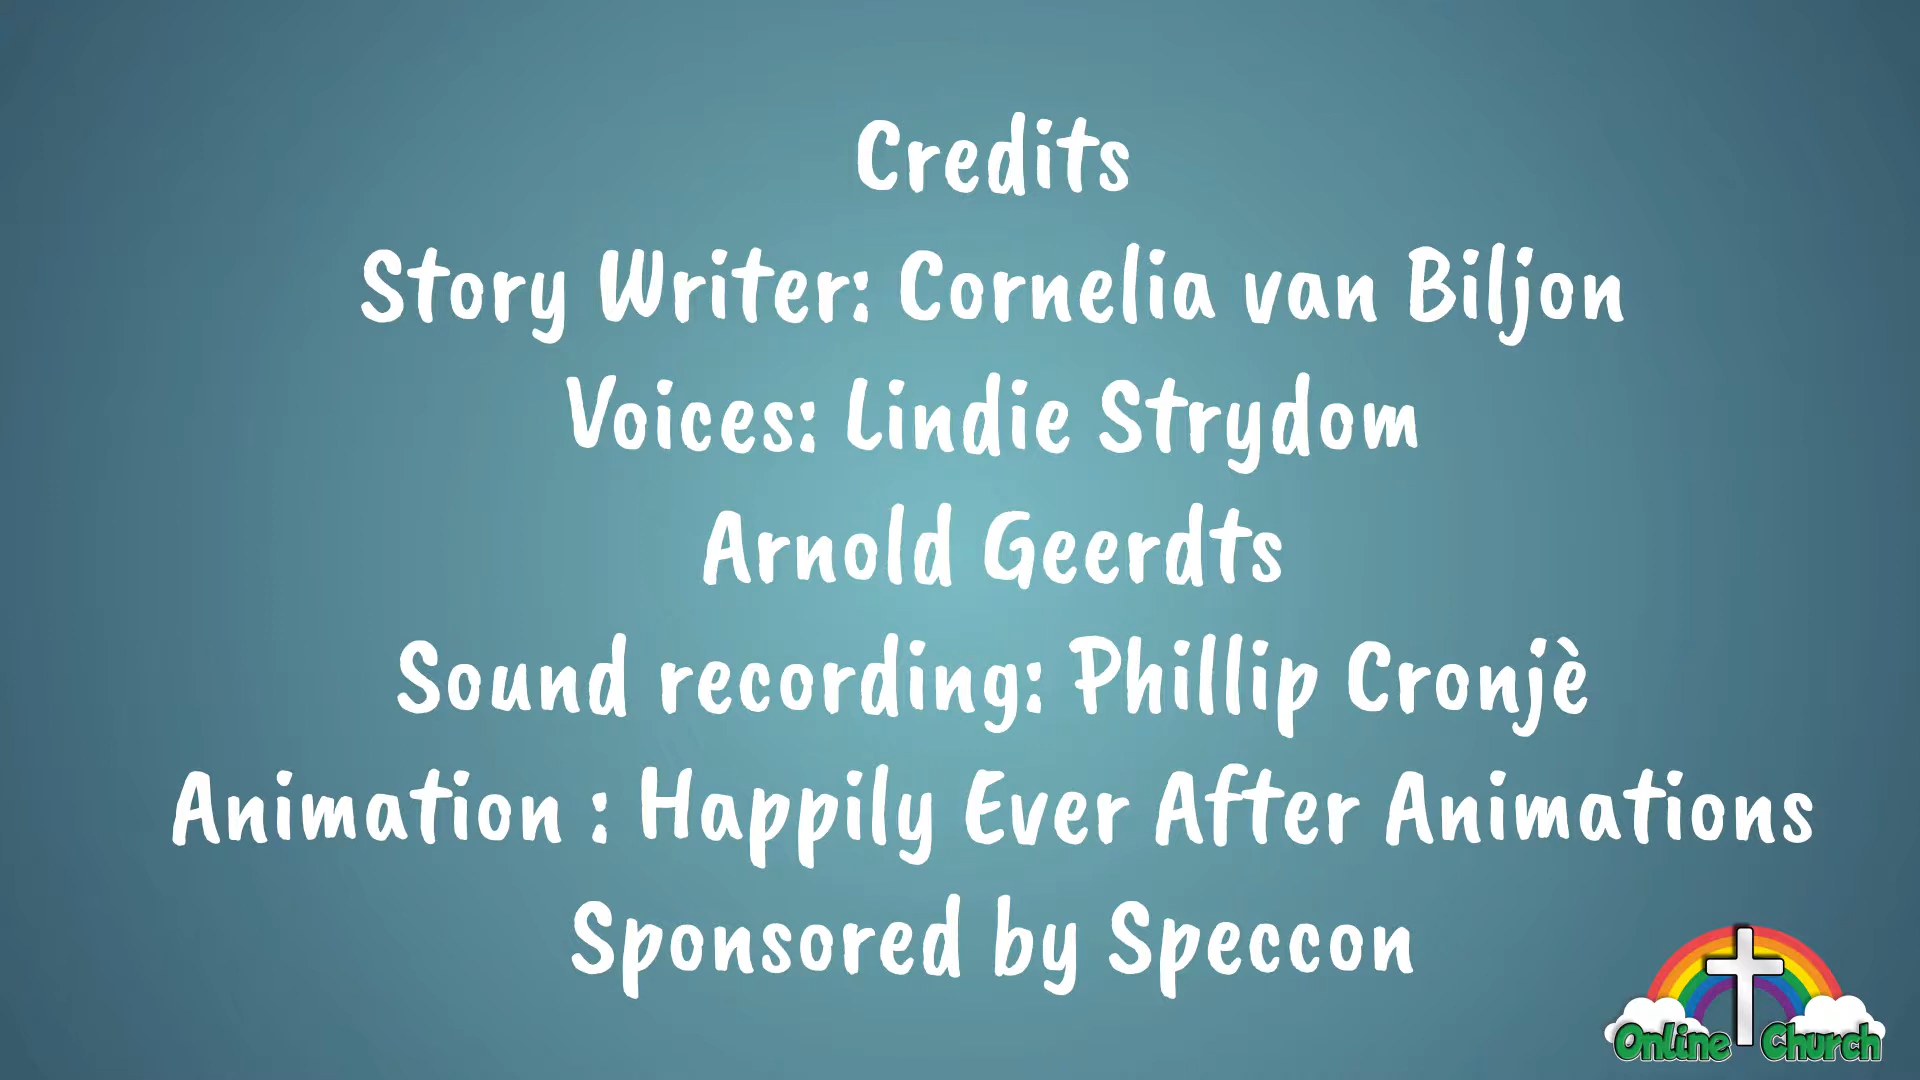 Credits
Story Writer: Cornelia van Biljon
Voices: Lindie Strydom
Arnold Geerdts
Sound recording: Phillip Cronjè
Animation : Happily Ever After Animations
Sponsored by Speccon
Online Church